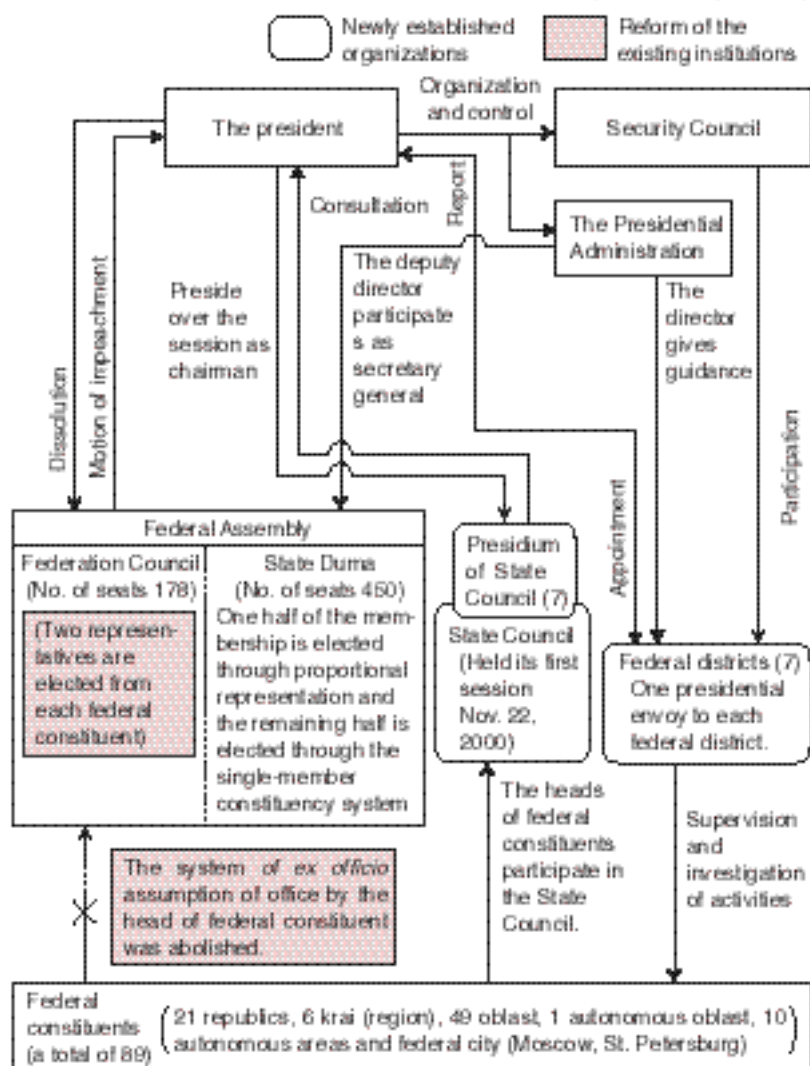 Newly established
organizations
Reform of the
existing institutions
The president
Organization
and control
Security Council
Consultation
Report
The Presidential
Administration
Dissolution
Motion of impeachment
Preside
over the
session as
chairman
The deputy
director
participate
s as
secretary
general
The
director
gives
guidance
Participation
Appointment
Federal Assembly
Federation Council
(No. of seats 178)
(Two represen-
tatives are
elected from
each federal
constituent)
State Duma
(No. of seats 450)
One half of the mem-
bership is elected
through proportional
representation and
the remaining half is
elected through the
single-member
constituency system
Presidium
of State
Council (7)
State Council
(Held its first
session
Nov. 22,
2000)
Federal districts (7)
One presidential
envoy to each
federal district.
The system of ex officio
assumption of office by the
head of federal constituent
was abolished.
The heads
of federal
constituents
participate in
the State
Council.
Supervision
and
investigation
of activities
Federal
constituents
(a total of 89)
(21 republics, 6 krai (region), 49 oblast, 1 autonomous oblast, 10
autonomous areas and federal city (Moscow, St. Petersburg))